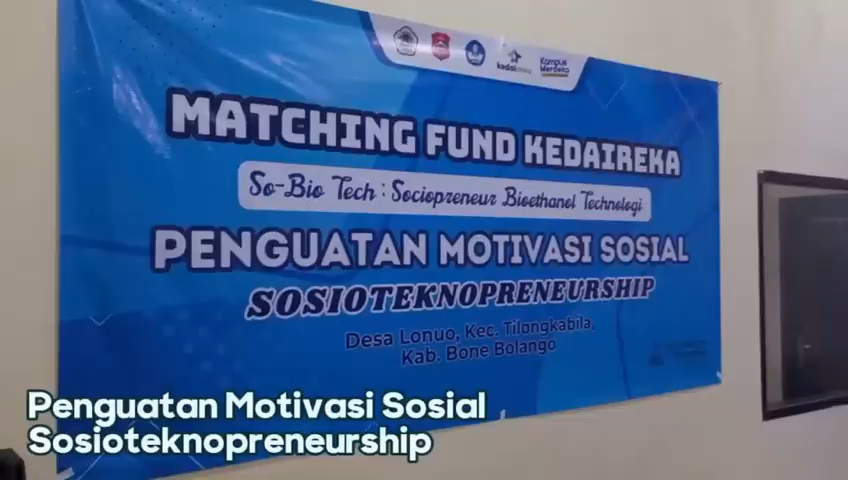 kedaireka
Kampus
Merdeka
MATCHING FUND KEDAIREKA
So-Bio Tech : Sociopreneur Bioethanol Technologi
PENGUATAN MOTIVASI SOSIAL
SOSIOTEKNOPRENEURSHIP
Desa Lonuo, Kec. Tilongkabila,
Kab. Bone Bolango
Penguatan Motivasi Sosial
Sosioteknopreneurship